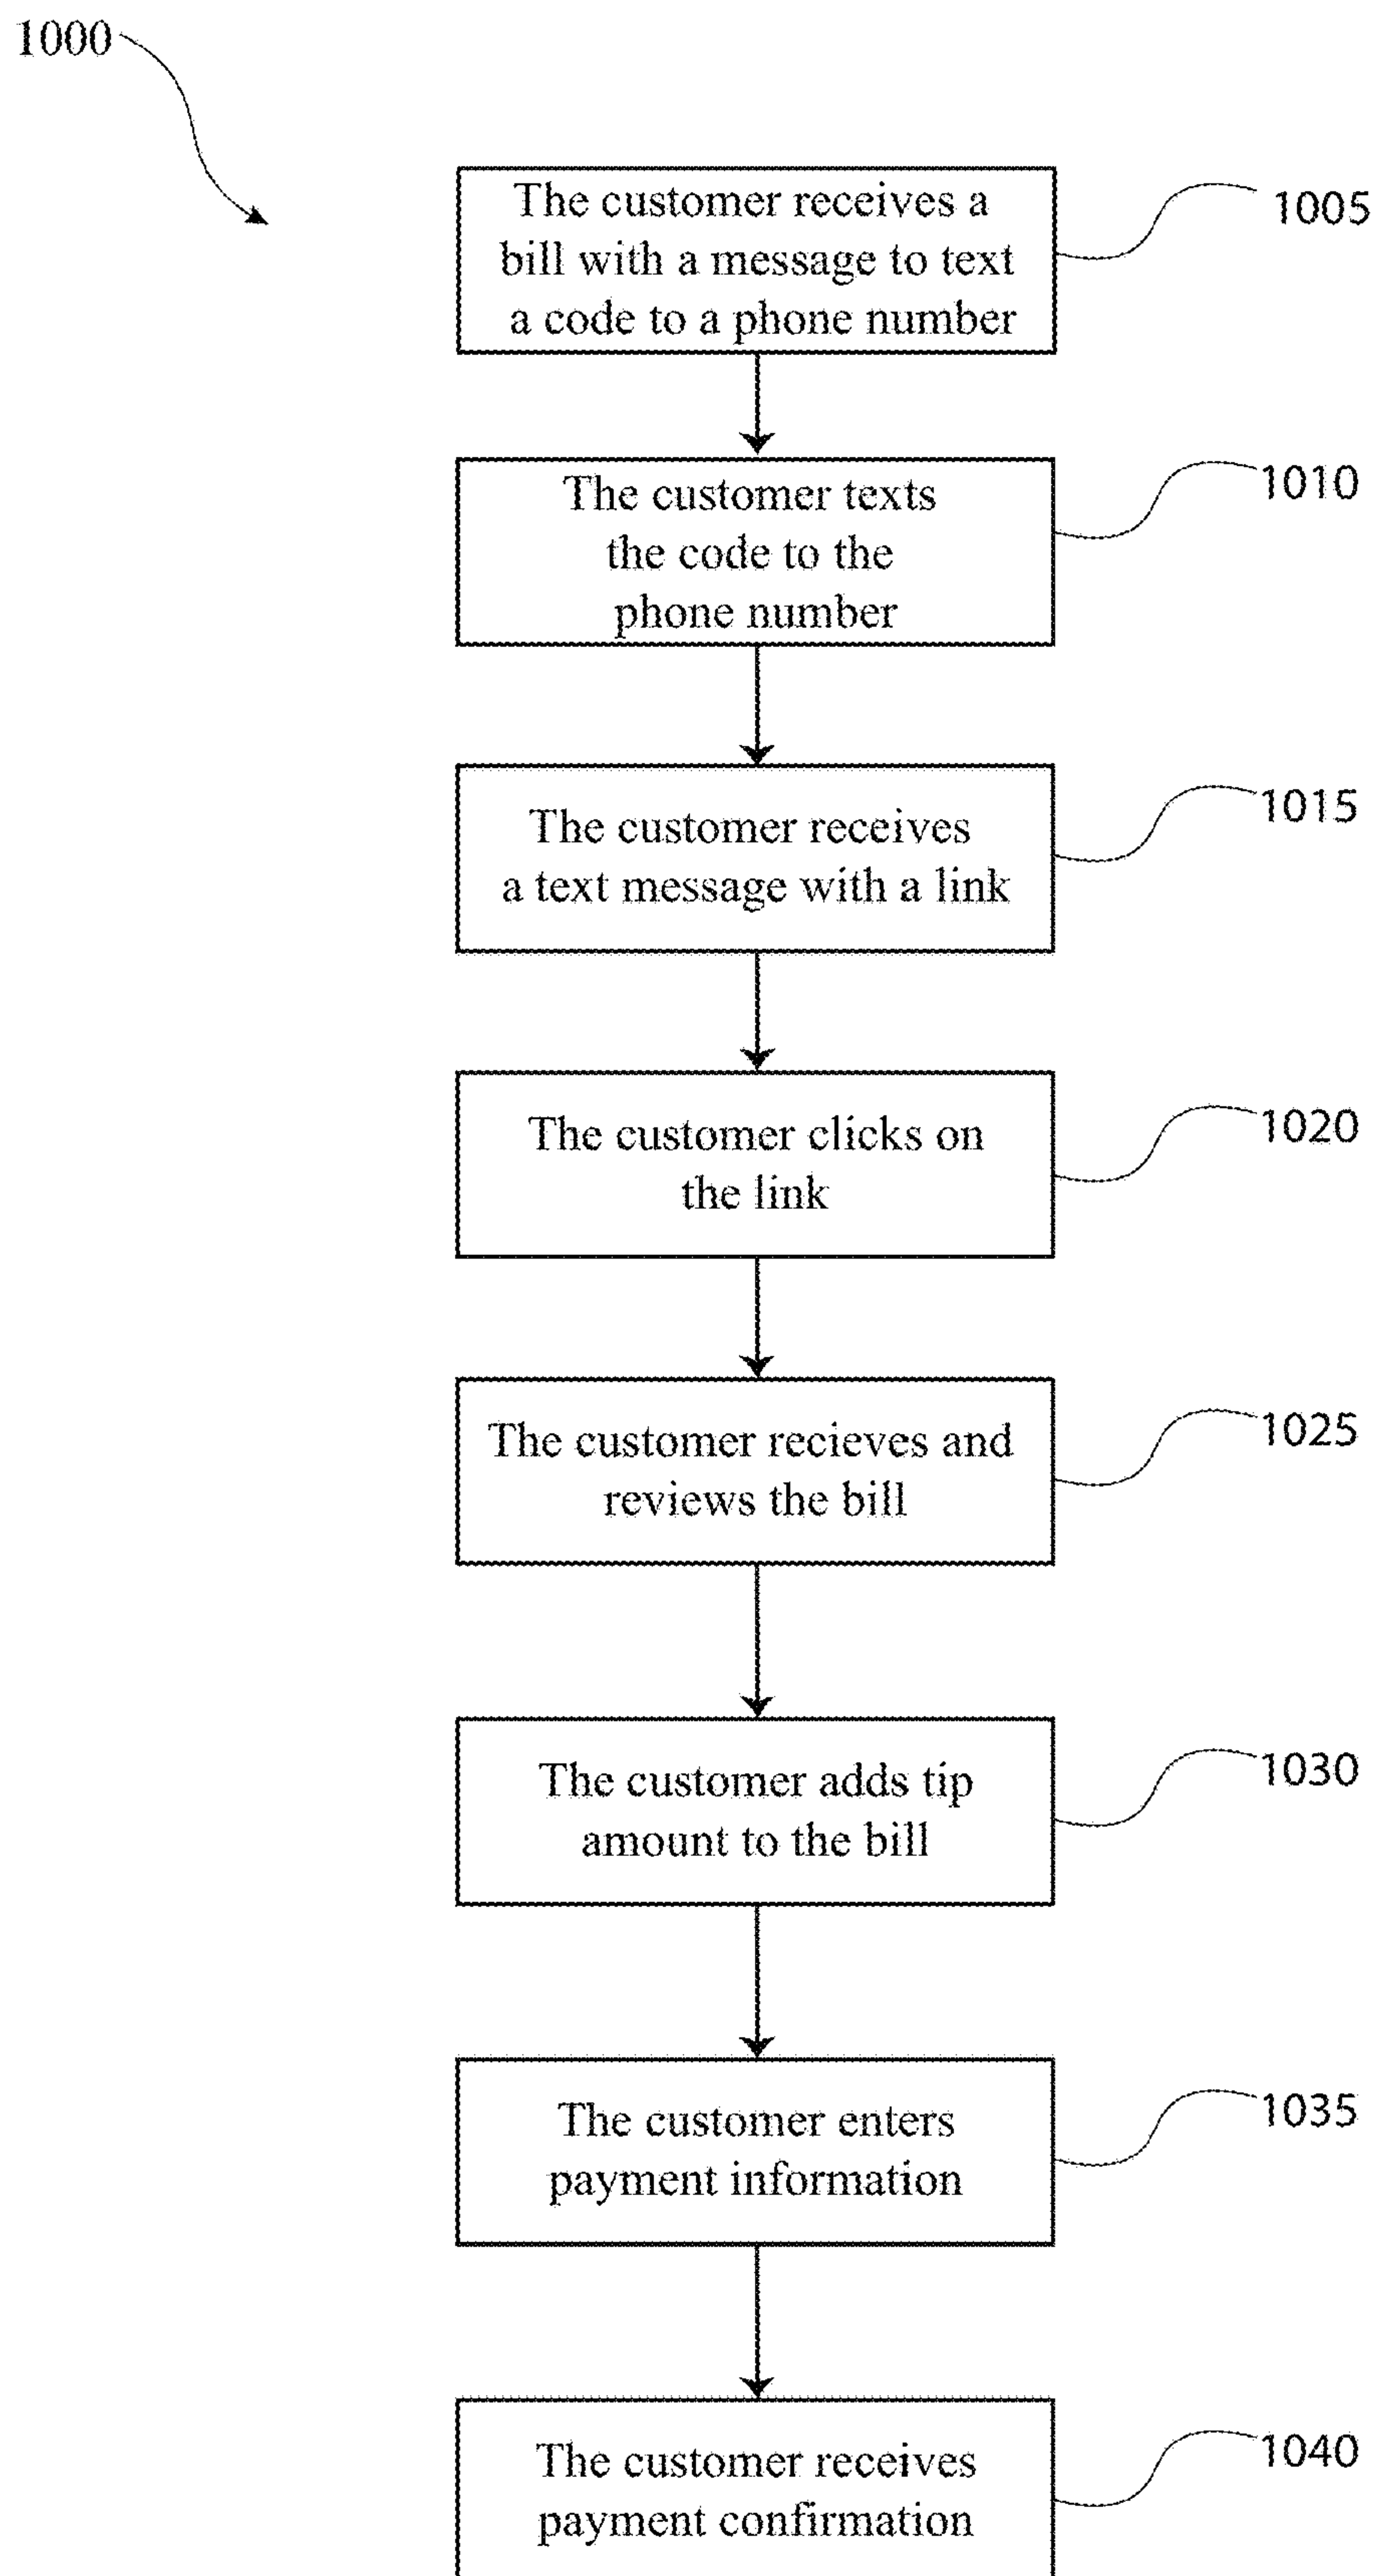 1000
The customer receives a
bill with a message to text
a code to a phone number
1005
The customer texts
the code to the
phone number
1010
The customer receives
a text message with a link
1015
The customer clicks on
the link
1020
The customer recieves and
reviews the bill
1025
The customer adds tip
amount to the bill
1030
The customer enters
payment information
1035
The customer receives
payment confirmation
1040